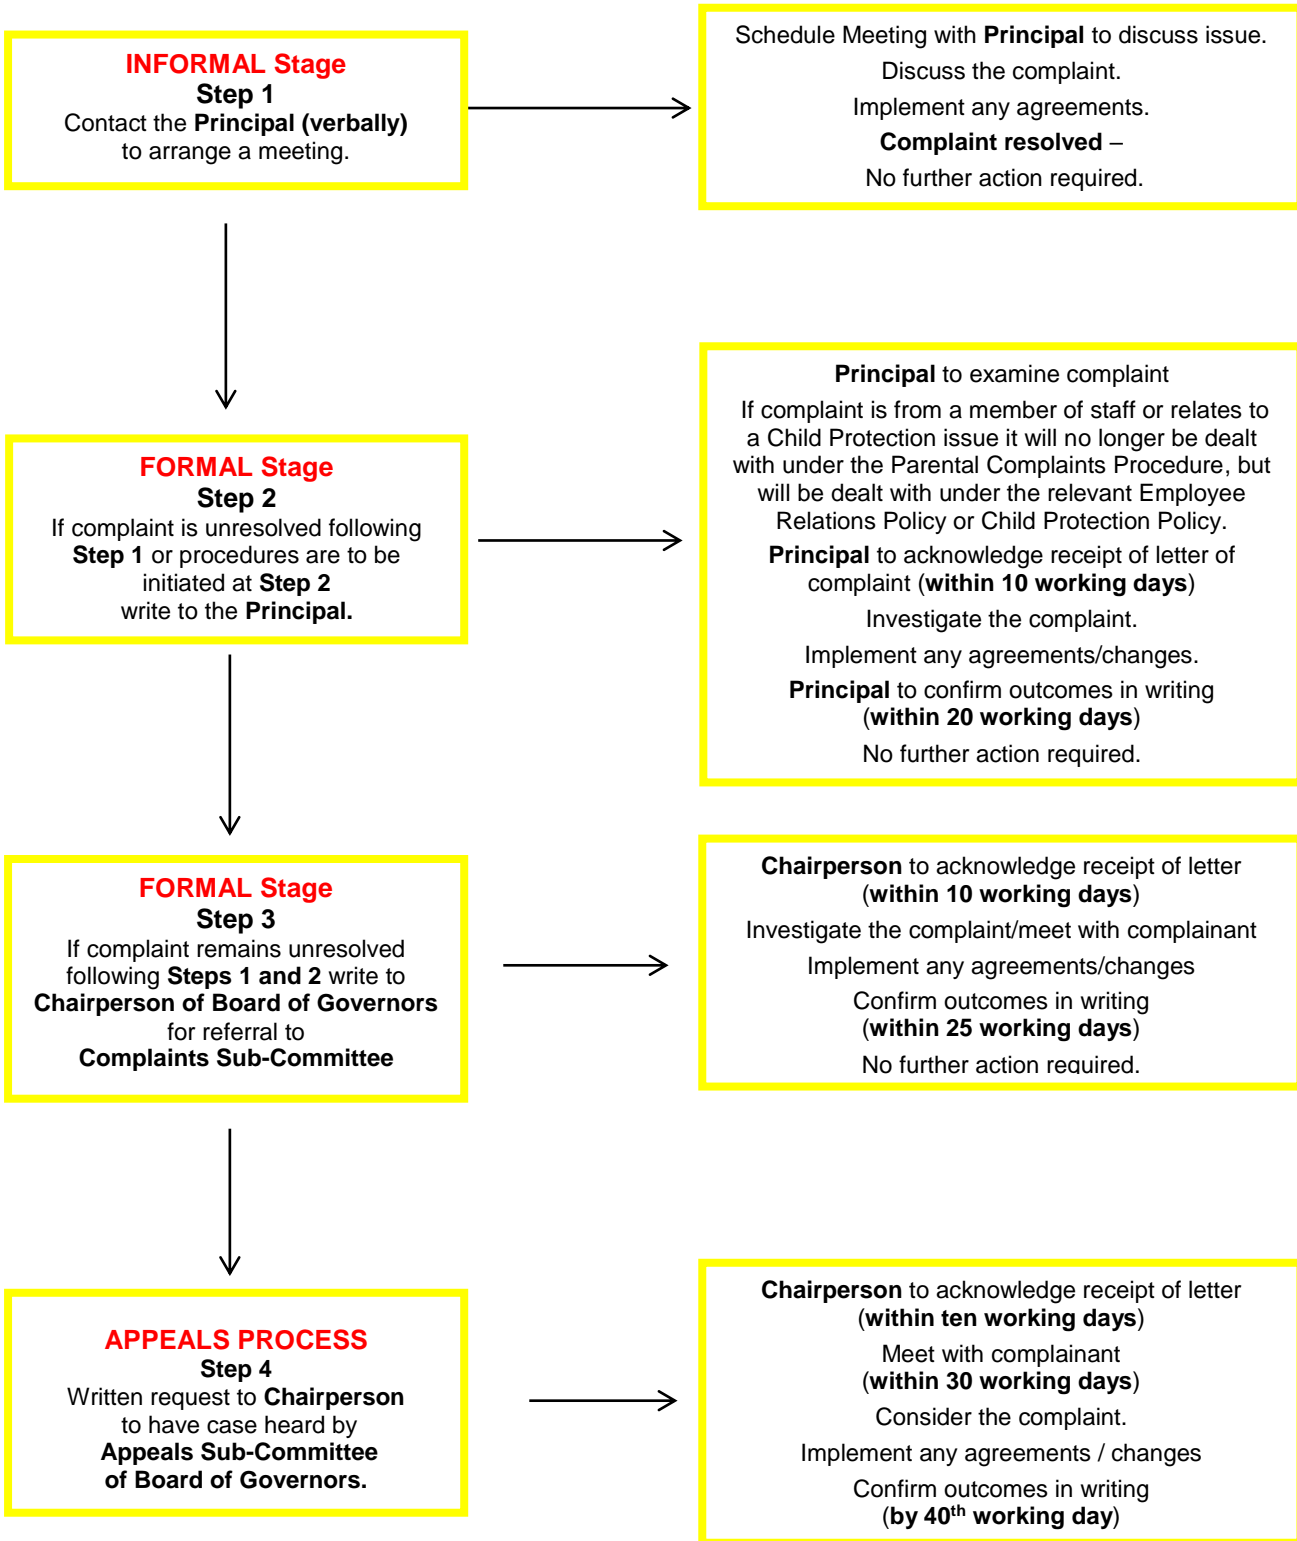 INFORMAL Stage
Step 1
Contact the Principal (verbally)
to arrange a meeting.
Schedule Meeting with Principal to discuss issue.
Discuss the complaint.
Implement any agreements.
Complaint resolved –
No further action required.
FORMAL Stage
Step 2
If complaint is unresolved following
Step 1 or procedures are to be
initiated at Step 2
write to the Principal.
Principal to examine complaint
If complaint is from a member of staff or relates to
a Child Protection issue it will no longer be dealt
with under the Parental Complaints Procedure, but
will be dealt with under the relevant Employee
Relations Policy or Child Protection Policy.
Principal to acknowledge receipt of letter of
complaint (within 10 working days)
Investigate the complaint.
Implement any agreements/changes.
Principal to confirm outcomes in writing
(within 20 working days)
No further action required.
FORMAL Stage
Step 3
If complaint remains unresolved
following Steps 1 and 2 write to
Chairperson of Board of Governors
for referral to
Complaints Sub-Committee
Chairperson to acknowledge receipt of letter
(within 10 working days)
Investigate the complaint/meet with complainant
Implement any agreements/changes
Confirm outcomes in writing
(within 25 working days)
No further action required.
APPEALS PROCESS
Step 4
Written request to Chairperson
to have case heard by
Appeals Sub-Committee
of Board of Governors.
Chairperson to acknowledge receipt of letter
(within ten working days)
Meet with complainant
(within 30 working days)
Consider the complaint.
Implement any agreements / changes
Confirm outcomes in writing
(by 40th working day)